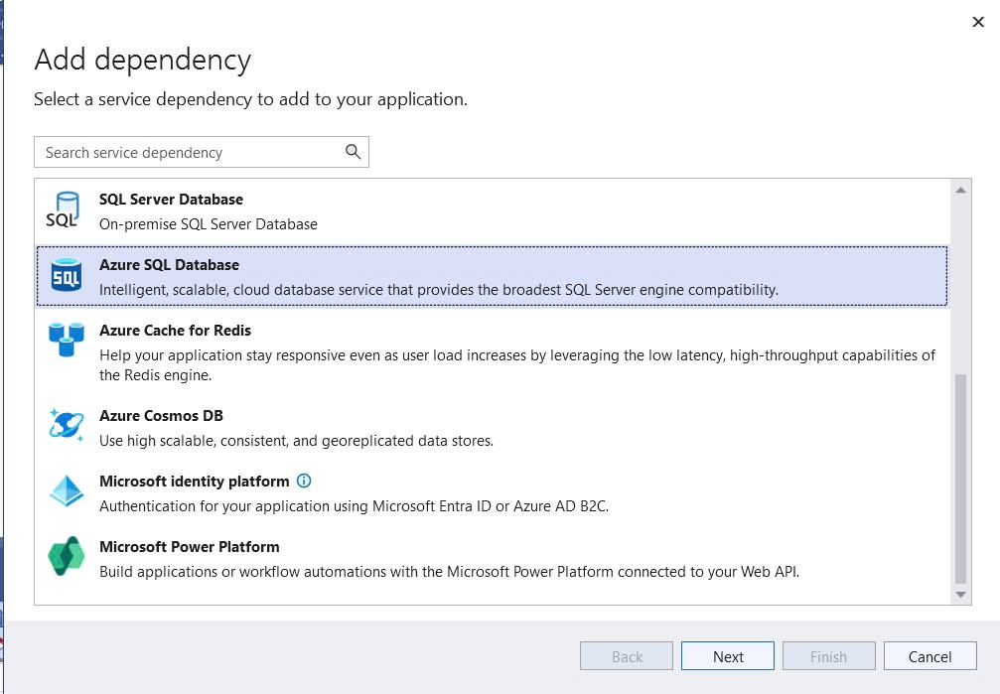 Add dependency
Select a service dependency to add to your application.
Search service dependency
SQL Server Database
SQL
On-premise SQL Server Database
Azure SQL Database
SQL
Intelligent, scalable, cloud database service that provides the broadest SQL Server engine compatibility.
Azure Cache for Redis
Help your application stay responsive even as user load increases by leveraging the low latency, high-throughput capabilities of
the Redis engine.
Azure Cosmos DB
Use high scalable, consistent, and georeplicated data stores.
Microsoft identity platform
Authentication for your application using Microsoft Entra ID or Azure AD B2C.
Microsoft Power Platform
Build applications or workflow automations with the Microsoft Power Platform connected to your Web API.
Back Next Finish Cancel